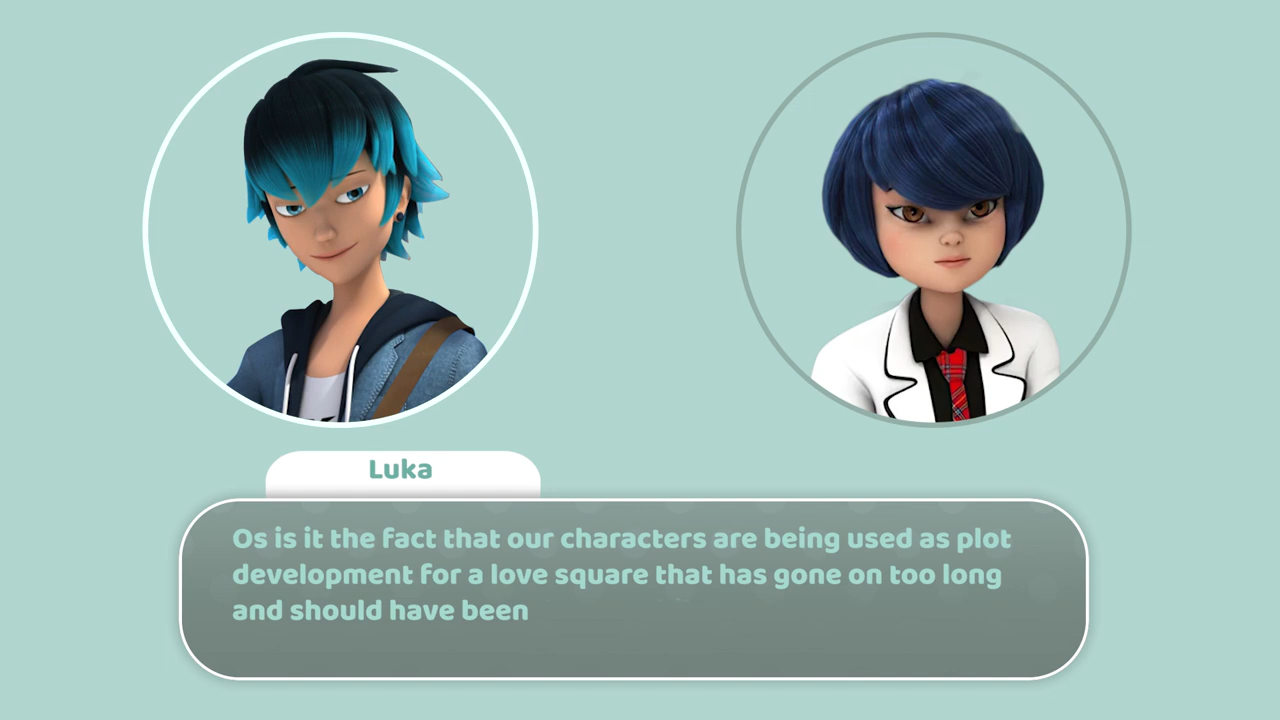 Luka
Os is it the fact that our characters are being used as plot
development for a love square that has gone on too long
and should have been